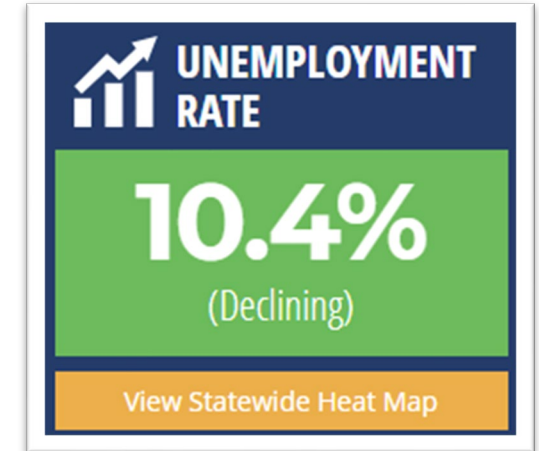 UNEMPLOYMENT
RATE
10.4%
(Declining)
View Statewide Heat Map